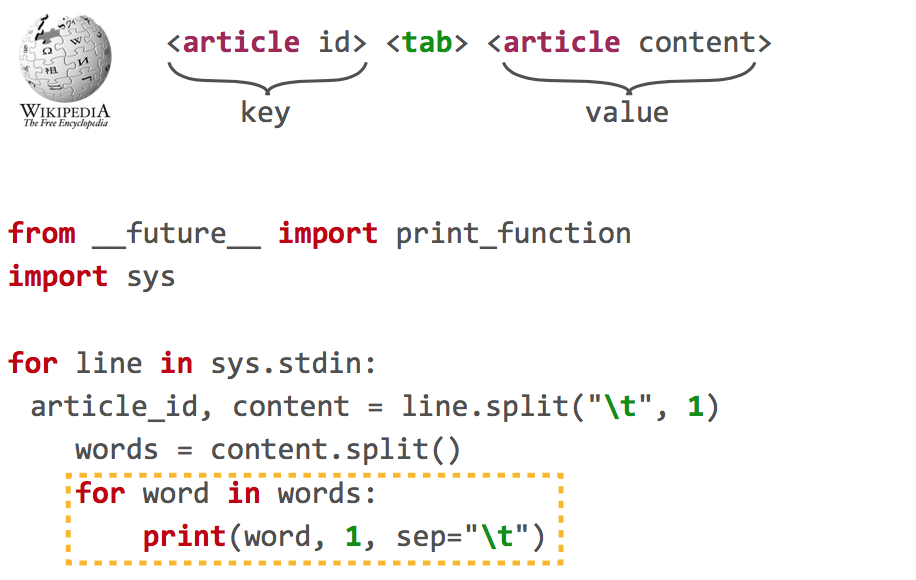 WIKIPEDIA
The Free Encyclopedia
<article id> <tab> <article content>
key value
from __future__ import print_function
import sys
for line in sys.stdin:
article_id, content = line.split("\t", 1)
words = content.split()
for word in words:
print(word, 1, sep="\t")